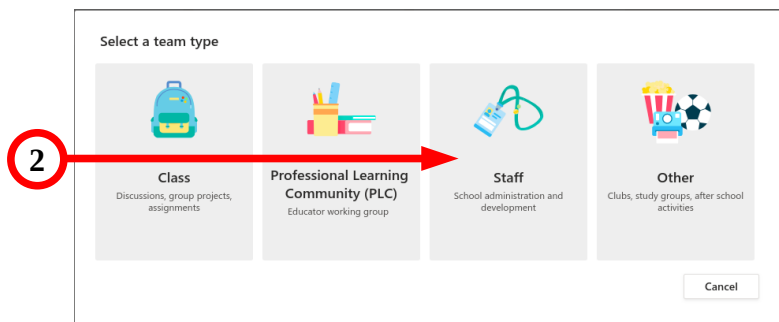 Select a team type
2
Class
Discussions, group projects,
assignments
Professional Learning
Community (PLC)
Educator working group
Staff
School administration and
development
Other
Clubs, study groups, after school
activities
Cancel